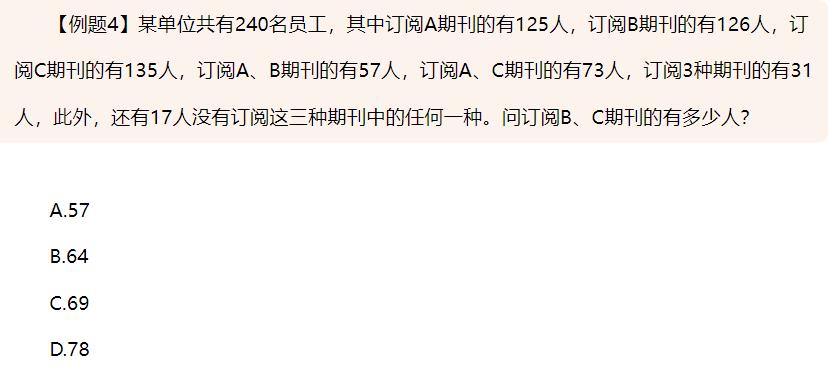 【例题4】某单位共有240名员工，其中订阅A期刊的有125人，订阅B期刊的有126人，订
阅C期刊的有135人，订阅A、B期刊的有57人，订阅A、C期刊的有73人，订阅3种期刊的有31
人，此外，还有17人没有订阅这三种期刊中的任何一种。问订阅B、C期刊的有多少人？
A.57
B.64
C.69
D.78